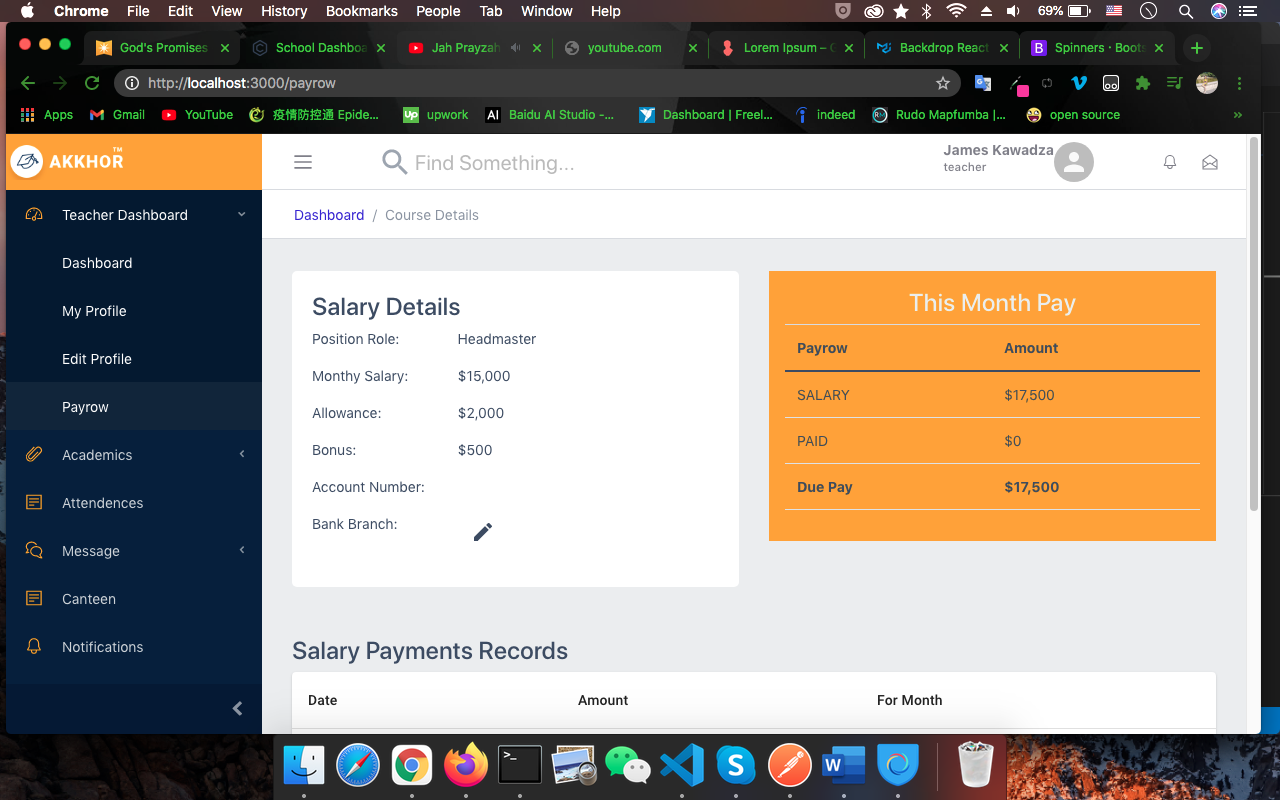 Chrome File Edit View History Bookmarks People Tab Window Help 69%
God's Promises School Dashboa Jah Prayzah youtube.com Lorem Ipsum – G Backdrop React Spinners · Boots
http://localhost:3000/payrow
Apps Gmail YouTube 疫情防控通 Epide... upwork Baidu AI Studio -... Dashboard | Freel... indeed Rudo Mapfumba |... open source »
AKKHOR™
Find Something...
James Kawadza
teacher
Dashboard / Course Details
Teacher Dashboard
Dashboard
My Profile
Edit Profile
Payrow
Academics
Attendences
Message
Canteen
Notifications
Salary Details
Position Role: Headmaster
Monthy Salary: $15,000
Allowance: $2,000
Bonus: $500
Account Number:
Bank Branch:
This Month Pay
Payrow Amount
SALARY $17,500
PAID $0
Due Pay $17,500
Salary Payments Records
Date Amount For Month